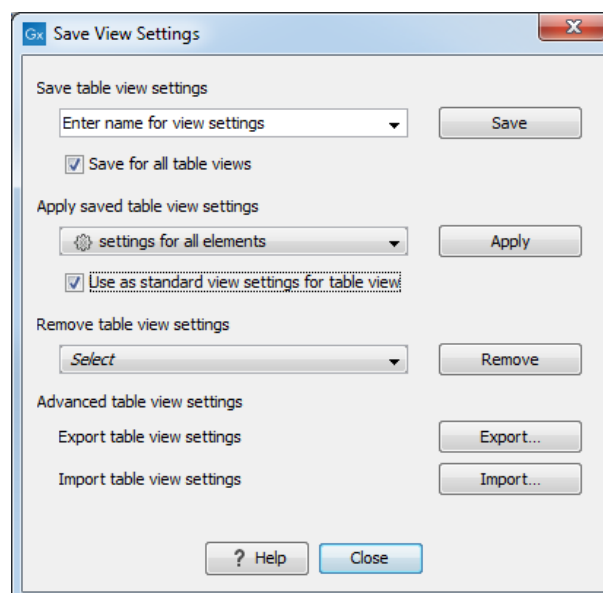 Gx Save View Settings
Save table view settings
Enter name for view settings Save
Save for all table views
Apply saved table view settings
settings for all elements Apply
Use as standard view settings for table view
Remove table view settings
Select Remove
Advanced table view settings
Export table view settings Export...
Import table view settings Import...
? Help Close